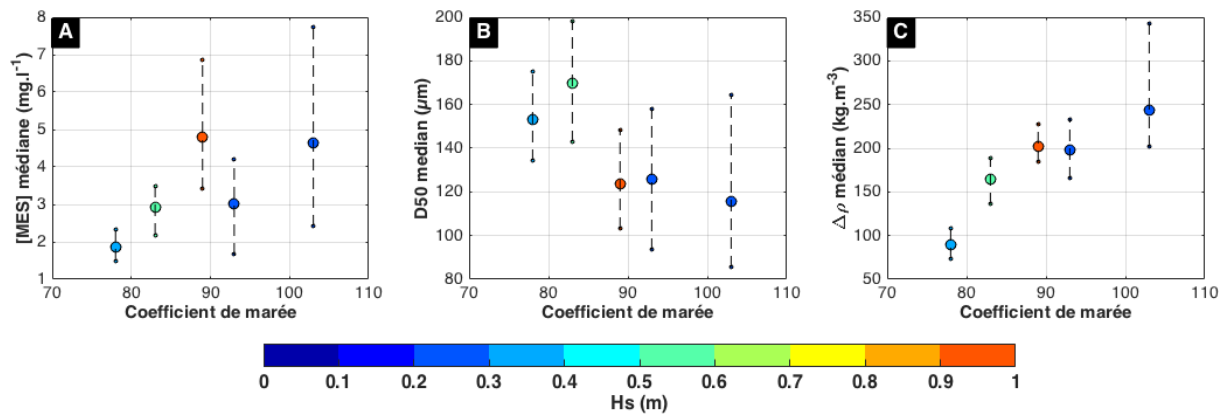 A
[MES] médiane (mg.l-1)
8
7
6
5
4
3
2
1
70 80 90 100 110
Coefficient de marée
B
D50 median (µm)
200
180
160
140
120
100
80
70 80 90 100 110
Coefficient de marée
C
Δρ médian (kg.m-3)
350
300
250
200
150
100
50
70 80 90 100 110
Coefficient de marée
0 0.1 0.2 0.3 0.4 0.5 0.6 0.7 0.8 0.9 1
Hs (m)